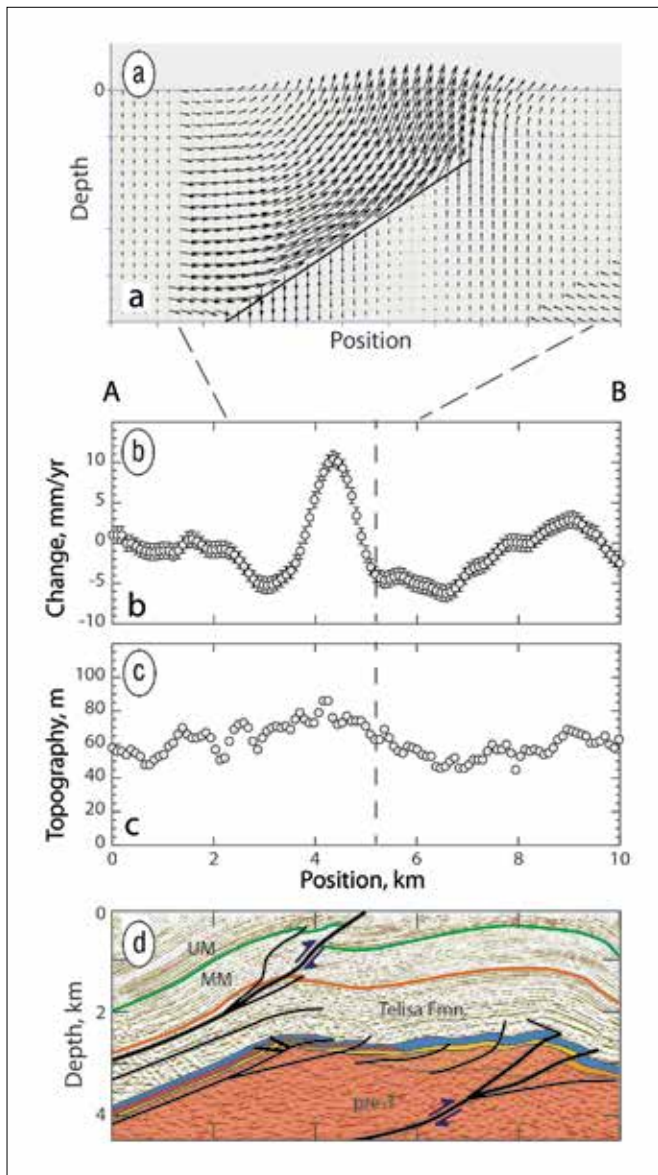 a
0
Depth
a
Position
A
B
b
10
5
0
-5
-10
Change, mm/yr
b
c
100
80
60
40
20
0
Topography, m
c
0
2
4
6
8
10
Position, km
d
0
2
4
Depth, km
UM
MM
Telisa Fmn.
pre-T